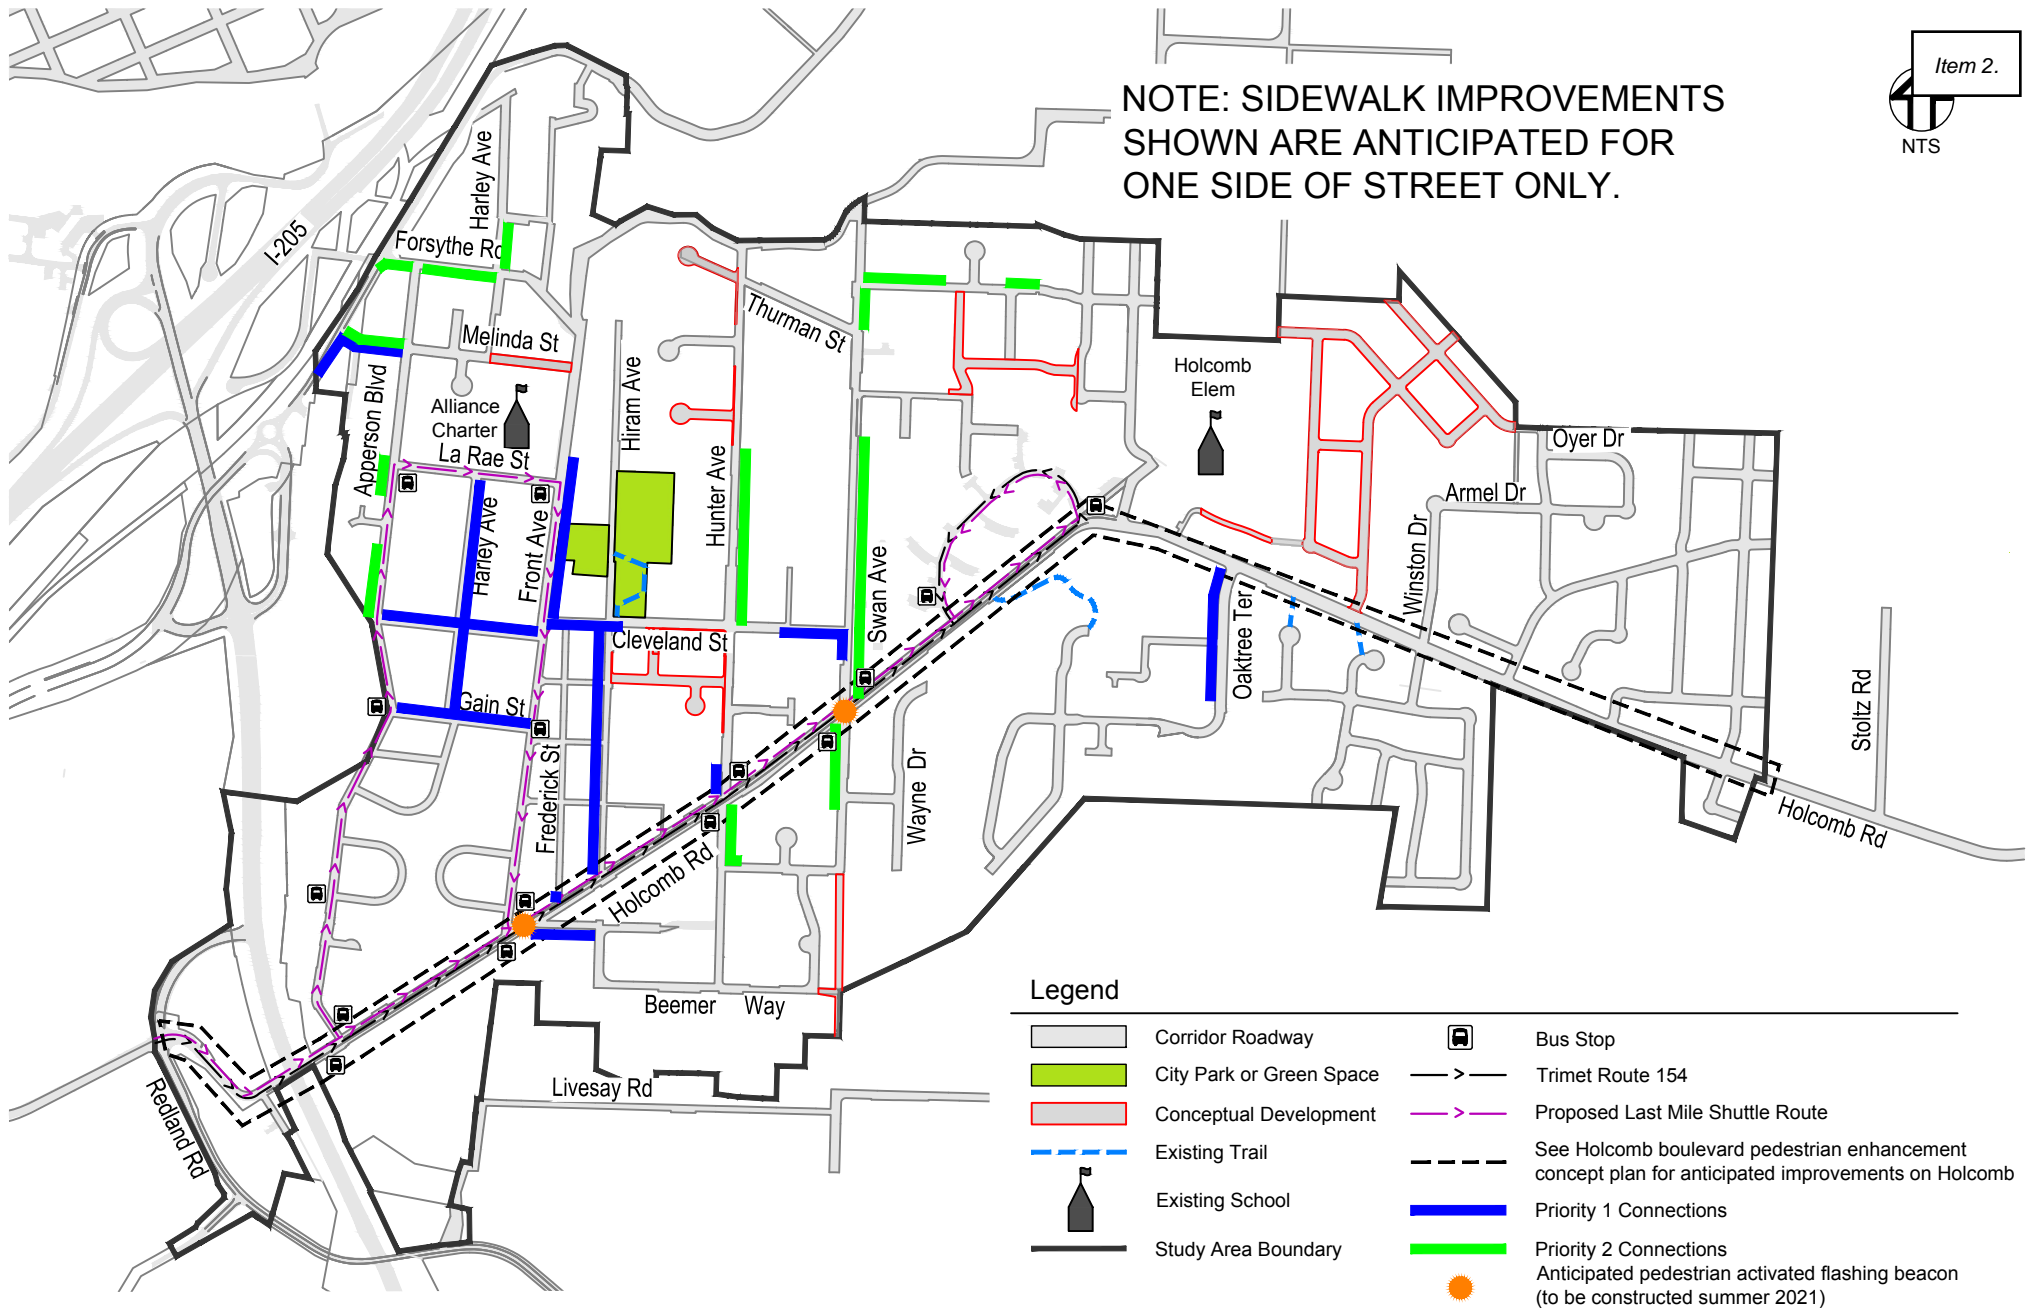 Item 2.
NTS
NOTE: SIDEWALK IMPROVEMENTS
SHOWN ARE ANTICIPATED FOR
ONE SIDE OF STREET ONLY.
I-205
Harley Ave
Forsythe Rd
Melinda St
Thurman St
Hiram Ave
Apperson Blvd
Alliance
Charter
La Rae St
Holcomb
Elem
Oyer Dr
Armel Dr
Hunter Ave
Harley Ave
Front Ave
Swan Ave
Winston Dr
Cleveland St
Oaktree Ter
Gain St
Stoltz Rd
Frederick St
Wayne Dr
Holcomb Rd
Holcomb Rd
Beemer Way
Livesay Rd
Redland Rd
Legend
Corridor Roadway
City Park or Green Space
Conceptual Development
Existing Trail
Existing School
Study Area Boundary
Bus Stop
Trimet Route 154
Proposed Last Mile Shuttle Route
See Holcomb boulevard pedestrian enhancement
concept plan for anticipated improvements on Holcomb
Priority 1 Connections
Priority 2 Connections
Anticipated pedestrian activated flashing beacon
(to be constructed summer 2021)